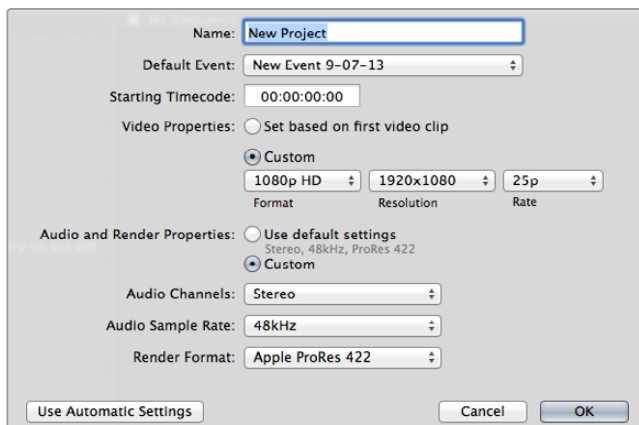 Name: New Project
Default Event: New Event 9-07-13
Starting Timecode: 00:00:00:00
Video Properties: Set based on first video clip
Custom
1080p HD 1920x1080 25p
Format Resolution Rate
Audio and Render Properties: Use default settings
Stereo, 48kHz, ProRes 422
Custom
Audio Channels: Stereo
Audio Sample Rate: 48kHz
Render Format: Apple ProRes 422
Use Automatic Settings Cancel OK